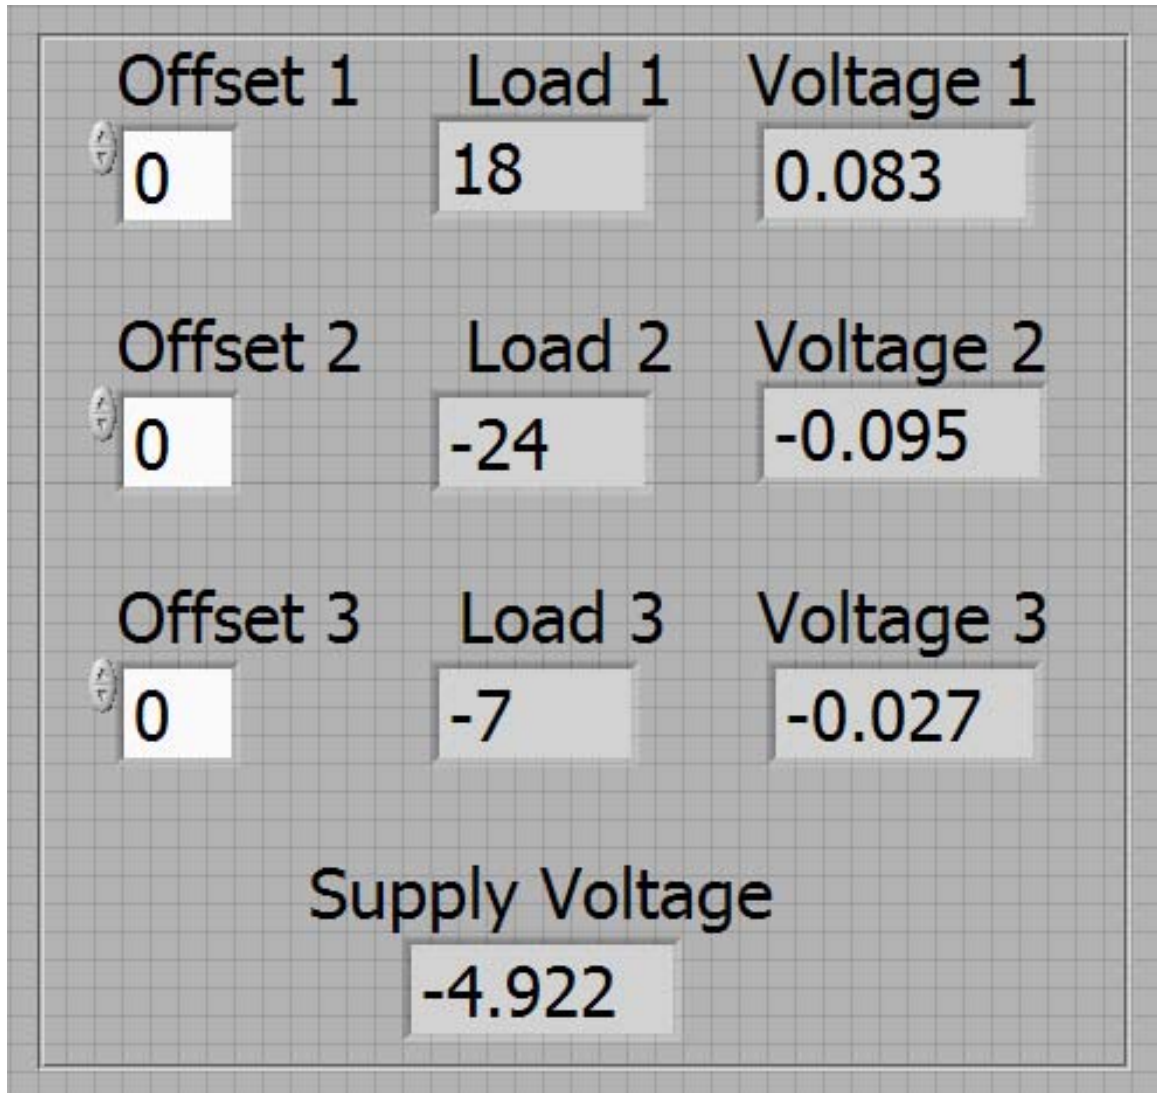 Offset 1 Load 1 Voltage 1
0 18 0.083
Offset 2 Load 2 Voltage 2
0 -24 -0.095
Offset 3 Load 3 Voltage 3
0 -7 -0.027
Supply Voltage
-4.922